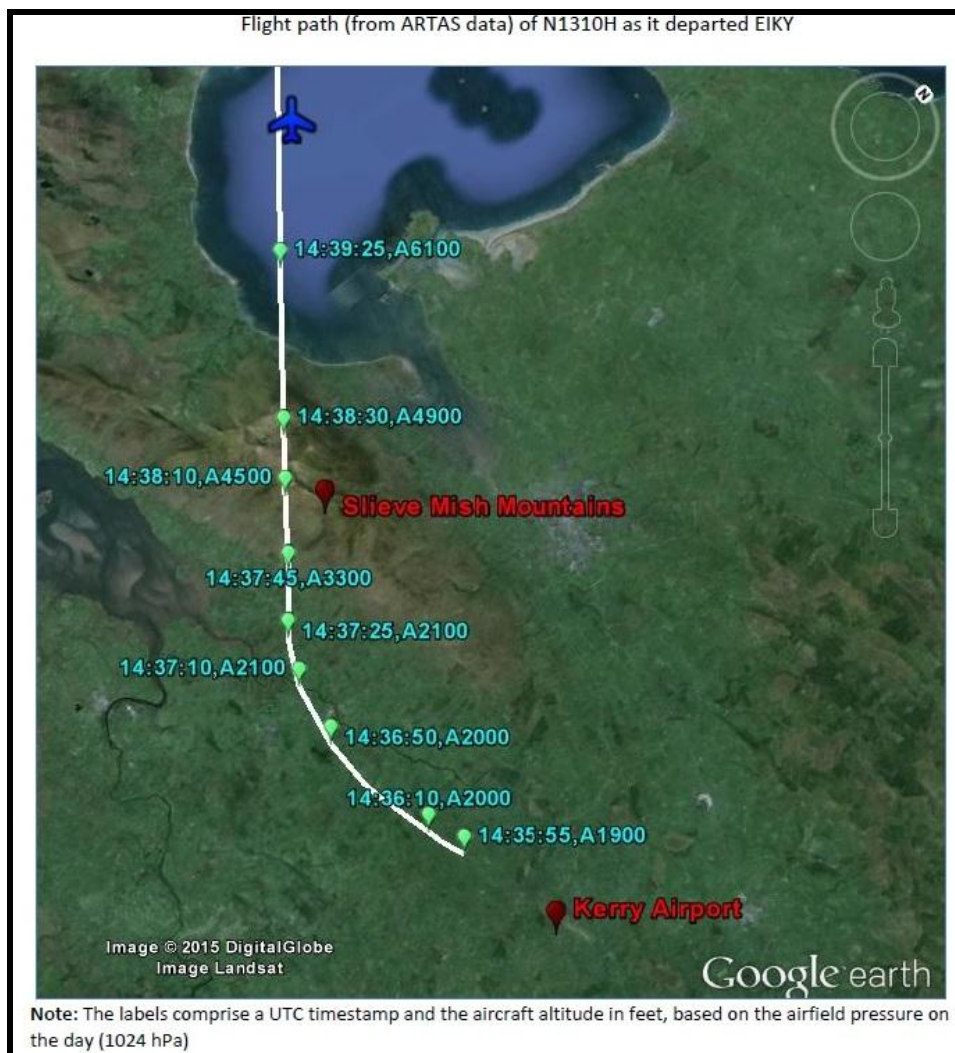 Flight path (from ARTAS data) of N1310H as it departed EIKY
N
14:39:25,A6100
14:38:30,A4900
14:38:10,A4500
Slieve Mish Mountains
14:37:45,A3300
14:37:25,A2100
14:37:10,A2100
14:36:50,A2000
14:36:10,A2000
14:35:55,A1900
Kerry Airport
Image © 2015 DigitalGlobe
Image Landsat
Google earth
Note: The labels comprise a UTC timestamp and the aircraft altitude in feet, based on the airfield pressure on
the day (1024 hPa)